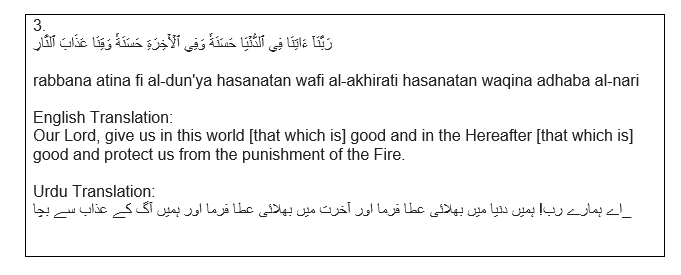 3.
رَبَّنَآ ءَاتِنَا فِي ٱلدُّنۡيَا حَسَنَةٗ وَفِي ٱلۡأٓخِرَةِ حَسَنَةٗ وَقِنَا عَذَابَ ٱلنَّارِ
rabbana atina fi al-dun'ya hasanatan wafi al-akhirati hasanatan waqina adhaba al-nari
English Translation:
Our Lord, give us in this world [that which is] good and in the Hereafter [that which is]
good and protect us from the punishment of the Fire.
Urdu Translation:
_اے ہمارے رب! ہمیں دنیا میں بھلائی عطا فرما اور آخرت میں بھلائی عطا فرما اور ہمیں آگ کے عذاب سے بچا